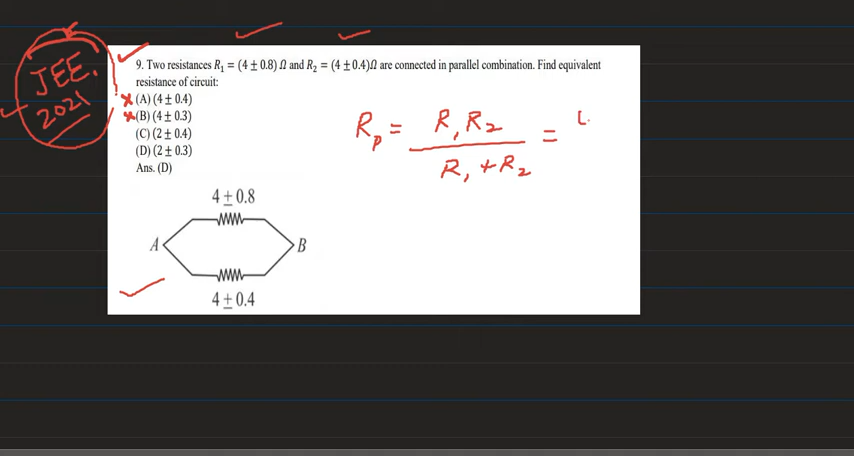 JEE.
2021
9. Two resistances R₁ = (4 ± 0.8) Ω and R₂ = (4 ± 0.4)Ω are connected in parallel combination. Find equivalent
resistance of circuit:
(A) (4 ± 0.4)
(B) (4 ± 0.3)
(C) (2 ± 0.4)
(D) (2 ± 0.3)
Ans. (D)
Rₚ = R₁ R₂ / R₁ + R₂ =
4 ± 0.8
A B
4 ± 0.4